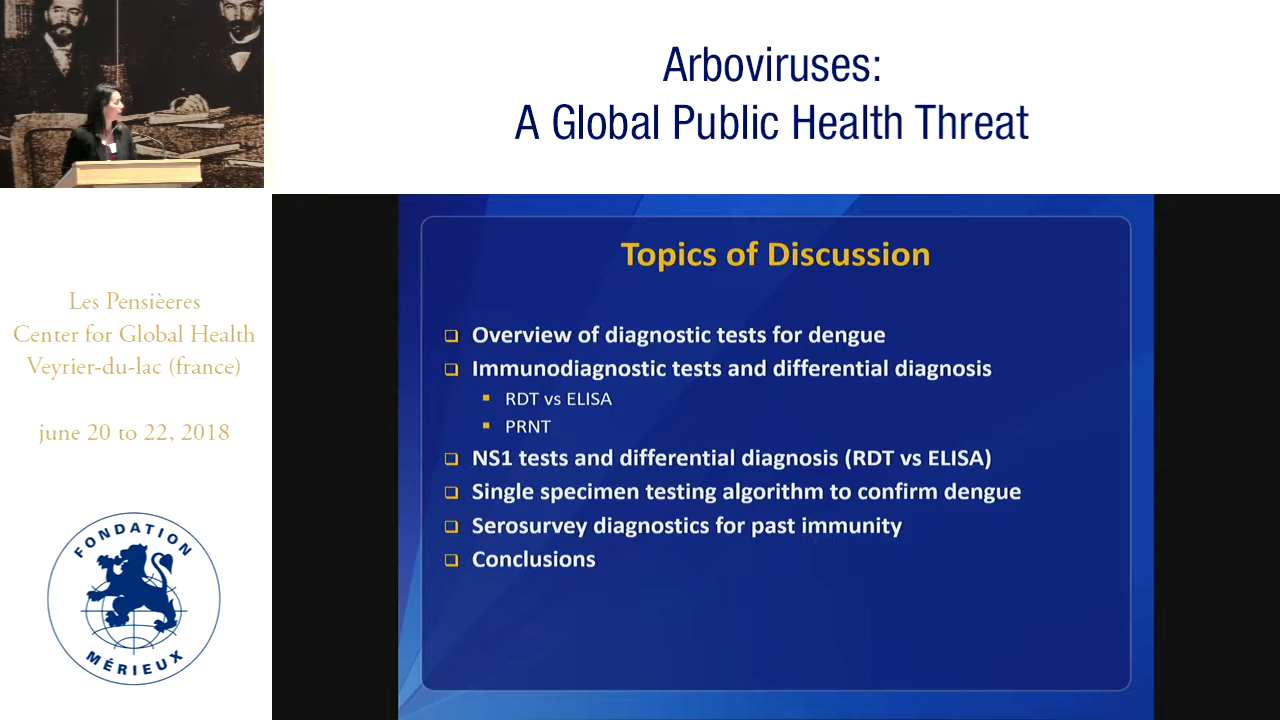 Arboviruses:
A Global Public Health Threat
Les Pensièeres
Center for Global Health
Veyrier-du-lac (france)
june 20 to 22, 2018
FONDATION
MÉRIEUX
Topics of Discussion
Overview of diagnostic tests for dengue
Immunodiagnostic tests and differential diagnosis
RDT vs ELISA
PRNT
NS1 tests and differential diagnosis (RDT vs ELISA)
Single specimen testing algorithm to confirm dengue
Serosurvey diagnostics for past immunity
Conclusions